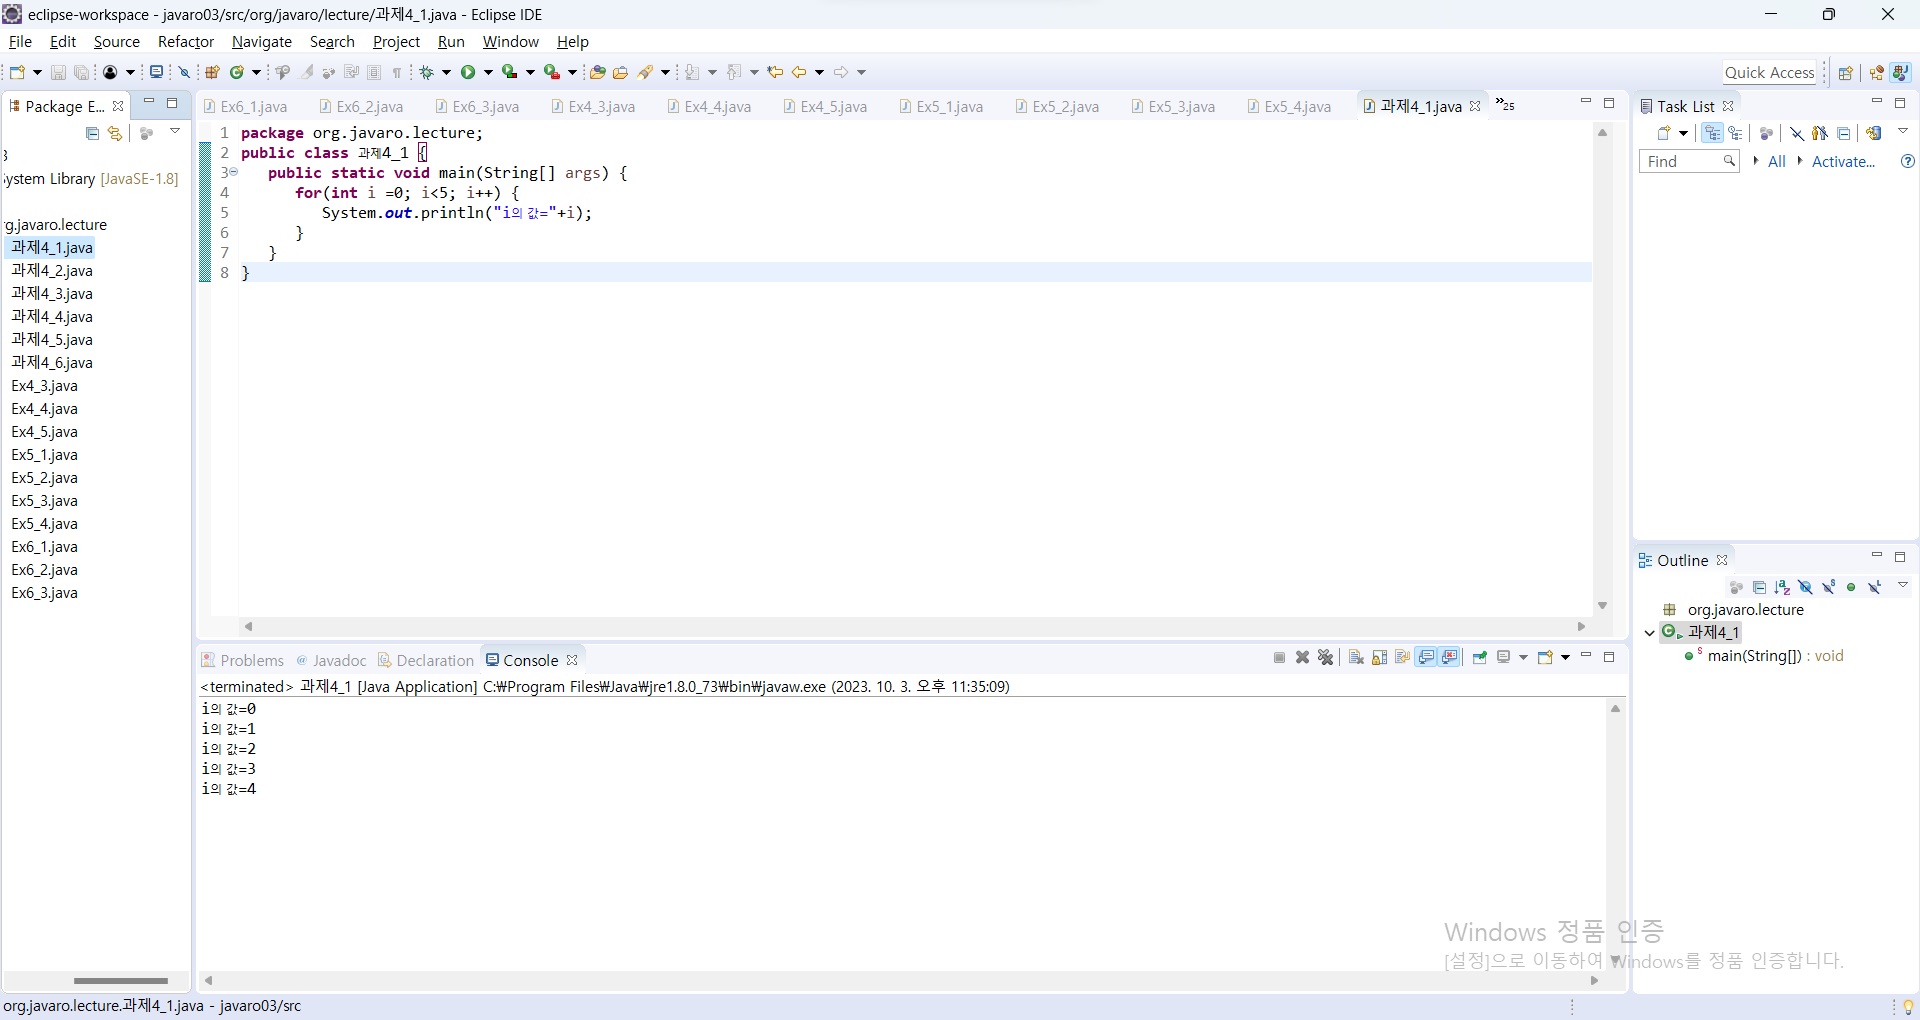 eclipse-workspace - javaro03/src/org/javaro/lecture/과제4_1.java - Eclipse IDE
File Edit Source Refactor Navigate Search Project Run Window Help
Quick Access
Package E...
Ex6_1.java Ex6_2.java Ex6_3.java Ex4_3.java Ex4_4.java Ex4_5.java Ex5_1.java Ex5_2.java Ex5_3.java Ex5_4.java 과제4_1.java »25
Task List
Find All Activate...
System Library [JavaSE-1.8]
g.javaro.lecture
과제4_1.java
과제4_2.java
과제4_3.java
과제4_4.java
과제4_5.java
과제4_6.java
Ex4_3.java
Ex4_4.java
Ex4_5.java
Ex5_1.java
Ex5_2.java
Ex5_3.java
Ex5_4.java
Ex6_1.java
Ex6_2.java
Ex6_3.java
1 package org.javaro.lecture;
2 public class 과제4_1 {
3 public static void main(String[] args) {
4 for(int i =0; i<5; i++) {
5 System.out.println("i의 값="+i);
6 }
7 }
8 }
Outline
org.javaro.lecture
과제4_1
main(String[]) : void
Problems @ Javadoc Declaration Console
<terminated> 과제4_1 [Java Application] C:₩Program Files₩Java₩jre1.8.0_73₩bin₩javaw.exe (2023. 10. 3. 오후 11:35:09)
i의 값=0
i의 값=1
i의 값=2
i의 값=3
i의 값=4
Windows 정품 인증
[설정]으로 이동하여 Windows를 정품 인증합니다.
org.javaro.lecture.과제4_1.java - javaro03/src